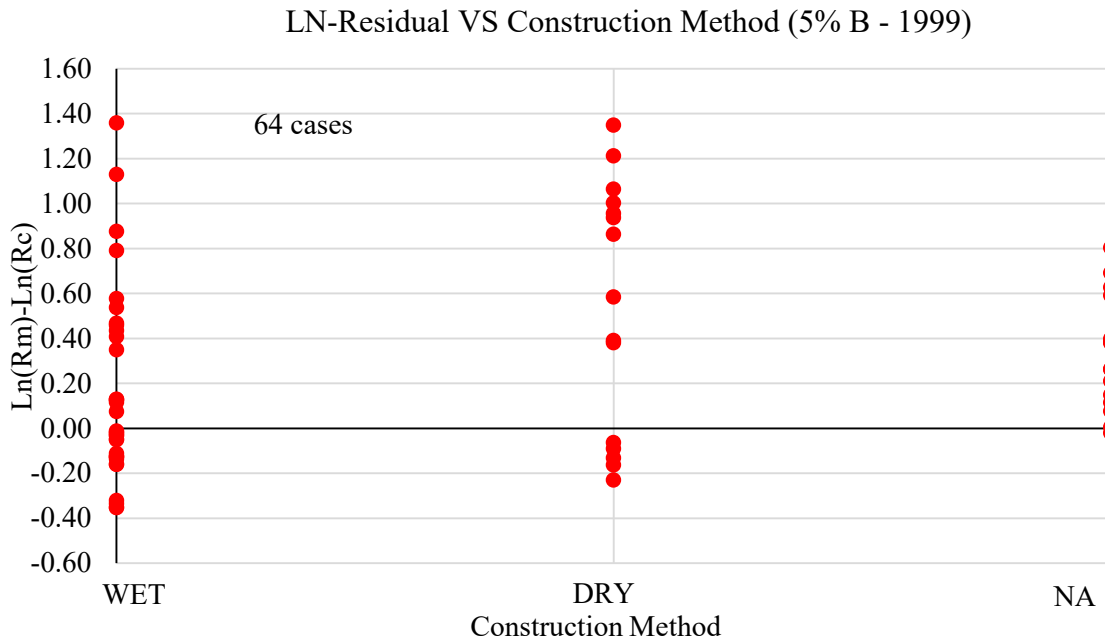 LN-Residual VS Construction Method (5% B - 1999)
1.60
1.40
64 cases
1.20
1.00
0.80
0.60
0.40
0.20
0.00
-0.20
-0.40
-0.60
Ln(Rm)-Ln(Rc)
WET DRY NA
Construction Method